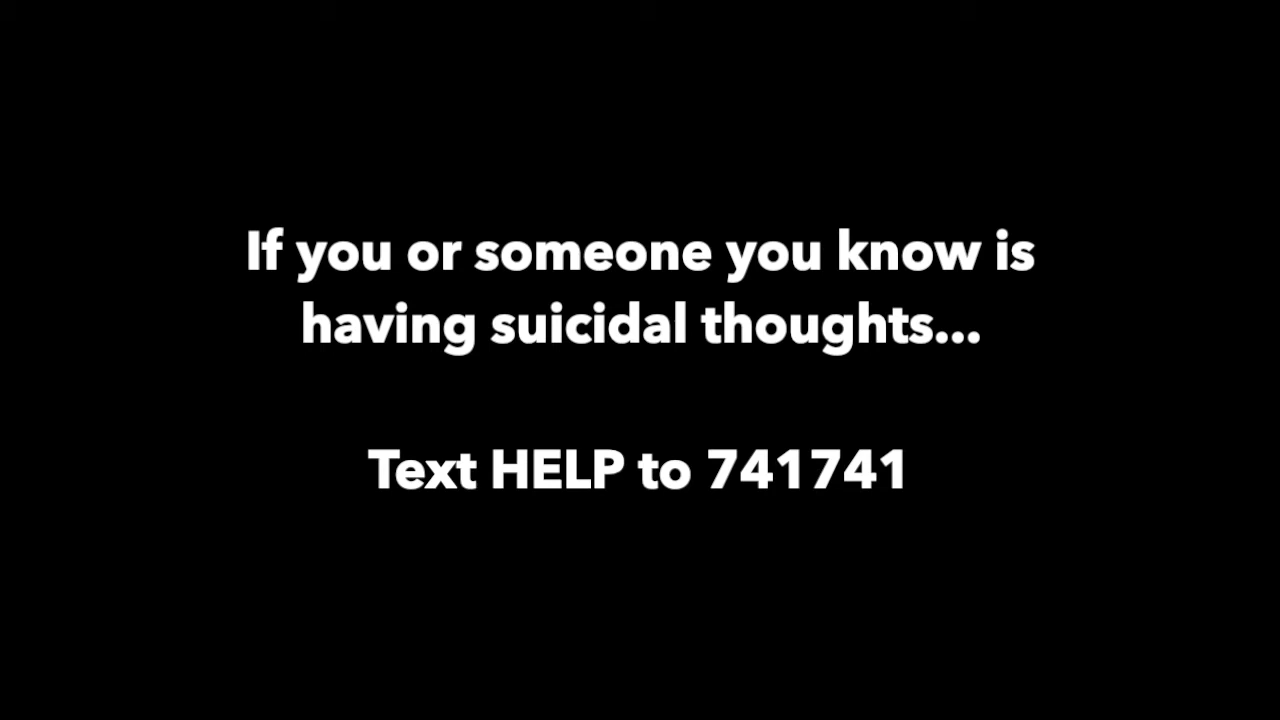 If you or someone you know is
having suicidal thoughts...
Text HELP to 741741